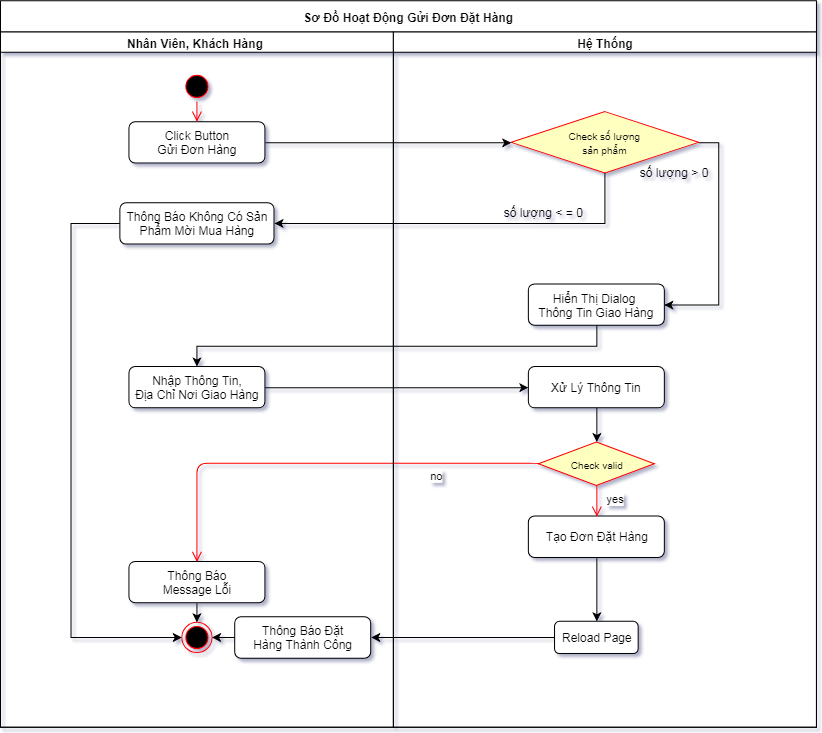 Sơ Đồ Hoạt Động Gửi Đơn Đặt Hàng
Nhân Viên, Khách Hàng
Hệ Thống
Click Button
Gửi Đơn Hàng
Check số lượng
sản phẩm
số lượng > 0
số lượng < = 0
Thông Báo Không Có Sản
Phẩm Mời Mua Hàng
Hiển Thị Dialog
Thông Tin Giao Hàng
Nhập Thông Tin,
Địa Chỉ Nơi Giao Hàng
Xử Lý Thông Tin
Check valid
no
yes
Tạo Đơn Đặt Hàng
Thông Báo
Message Lỗi
Thông Báo Đặt
Hàng Thành Công
Reload Page